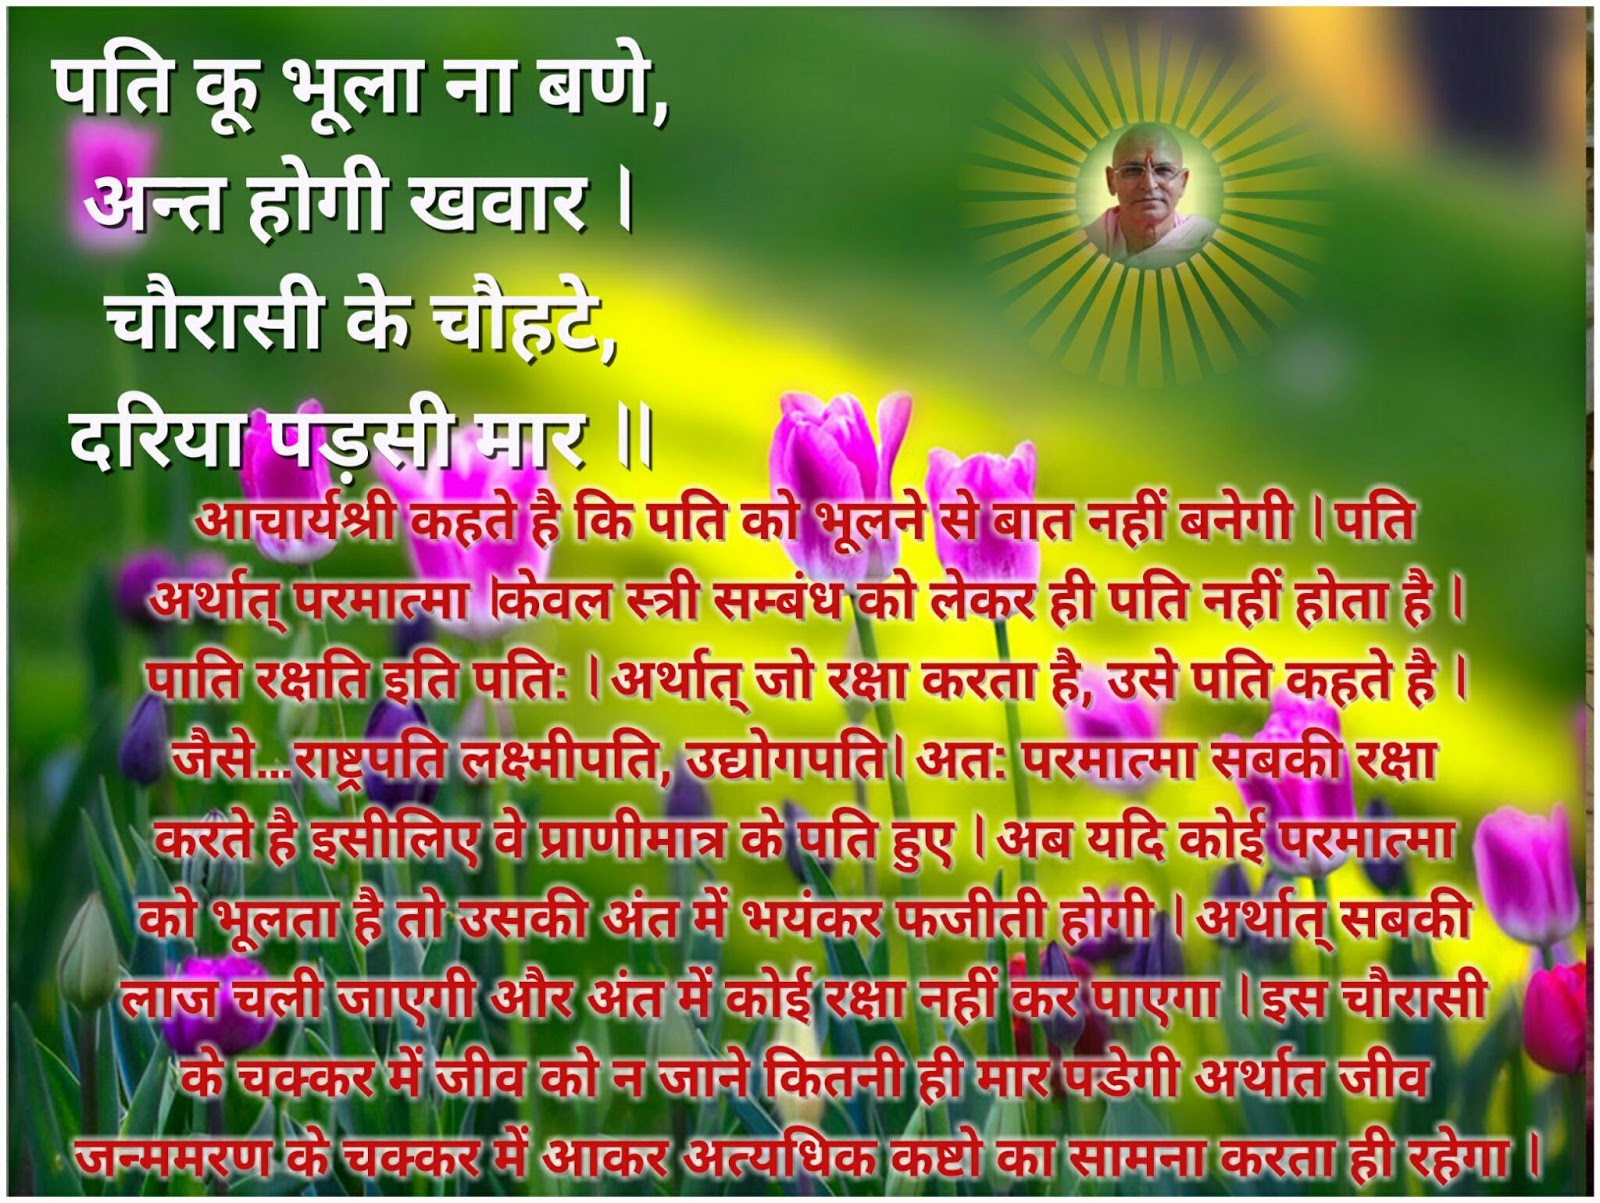 पति कू भूला ना बणे,
अन्त होगी खवार ।
चौरासी के चौहटे,
दरिया पड़सी मार ॥
आचार्यश्री कहते है कि पति को भूलने से बात नहीं बनेगी । पति
अर्थात् परमात्मा ।केवल स्त्री सम्बंध को लेकर ही पति नहीं होता है ।
पाति रक्षति इति पति: । अर्थात् जो रक्षा करता है, उसे पति कहते है ।
जैसे...राष्ट्रपति लक्ष्मीपति, उद्योगपति। अत: परमात्मा सबकी रक्षा
करते है इसीलिए वे प्राणीमात्र के पति हुए । अब यदि कोई परमात्मा
को भूलता है तो उसकी अंत में भयंकर फजीती होगी । अर्थात् सबकी
लाज चली जाएगी और अंत में कोई रक्षा नहीं कर पाएगा । इस चौरासी
के चक्कर में जीव को न जाने कितनी ही मार पडेगी अर्थात जीव
जन्ममरण के चक्कर में आकर अत्यधिक कष्टो का सामना करता ही रहेगा ।